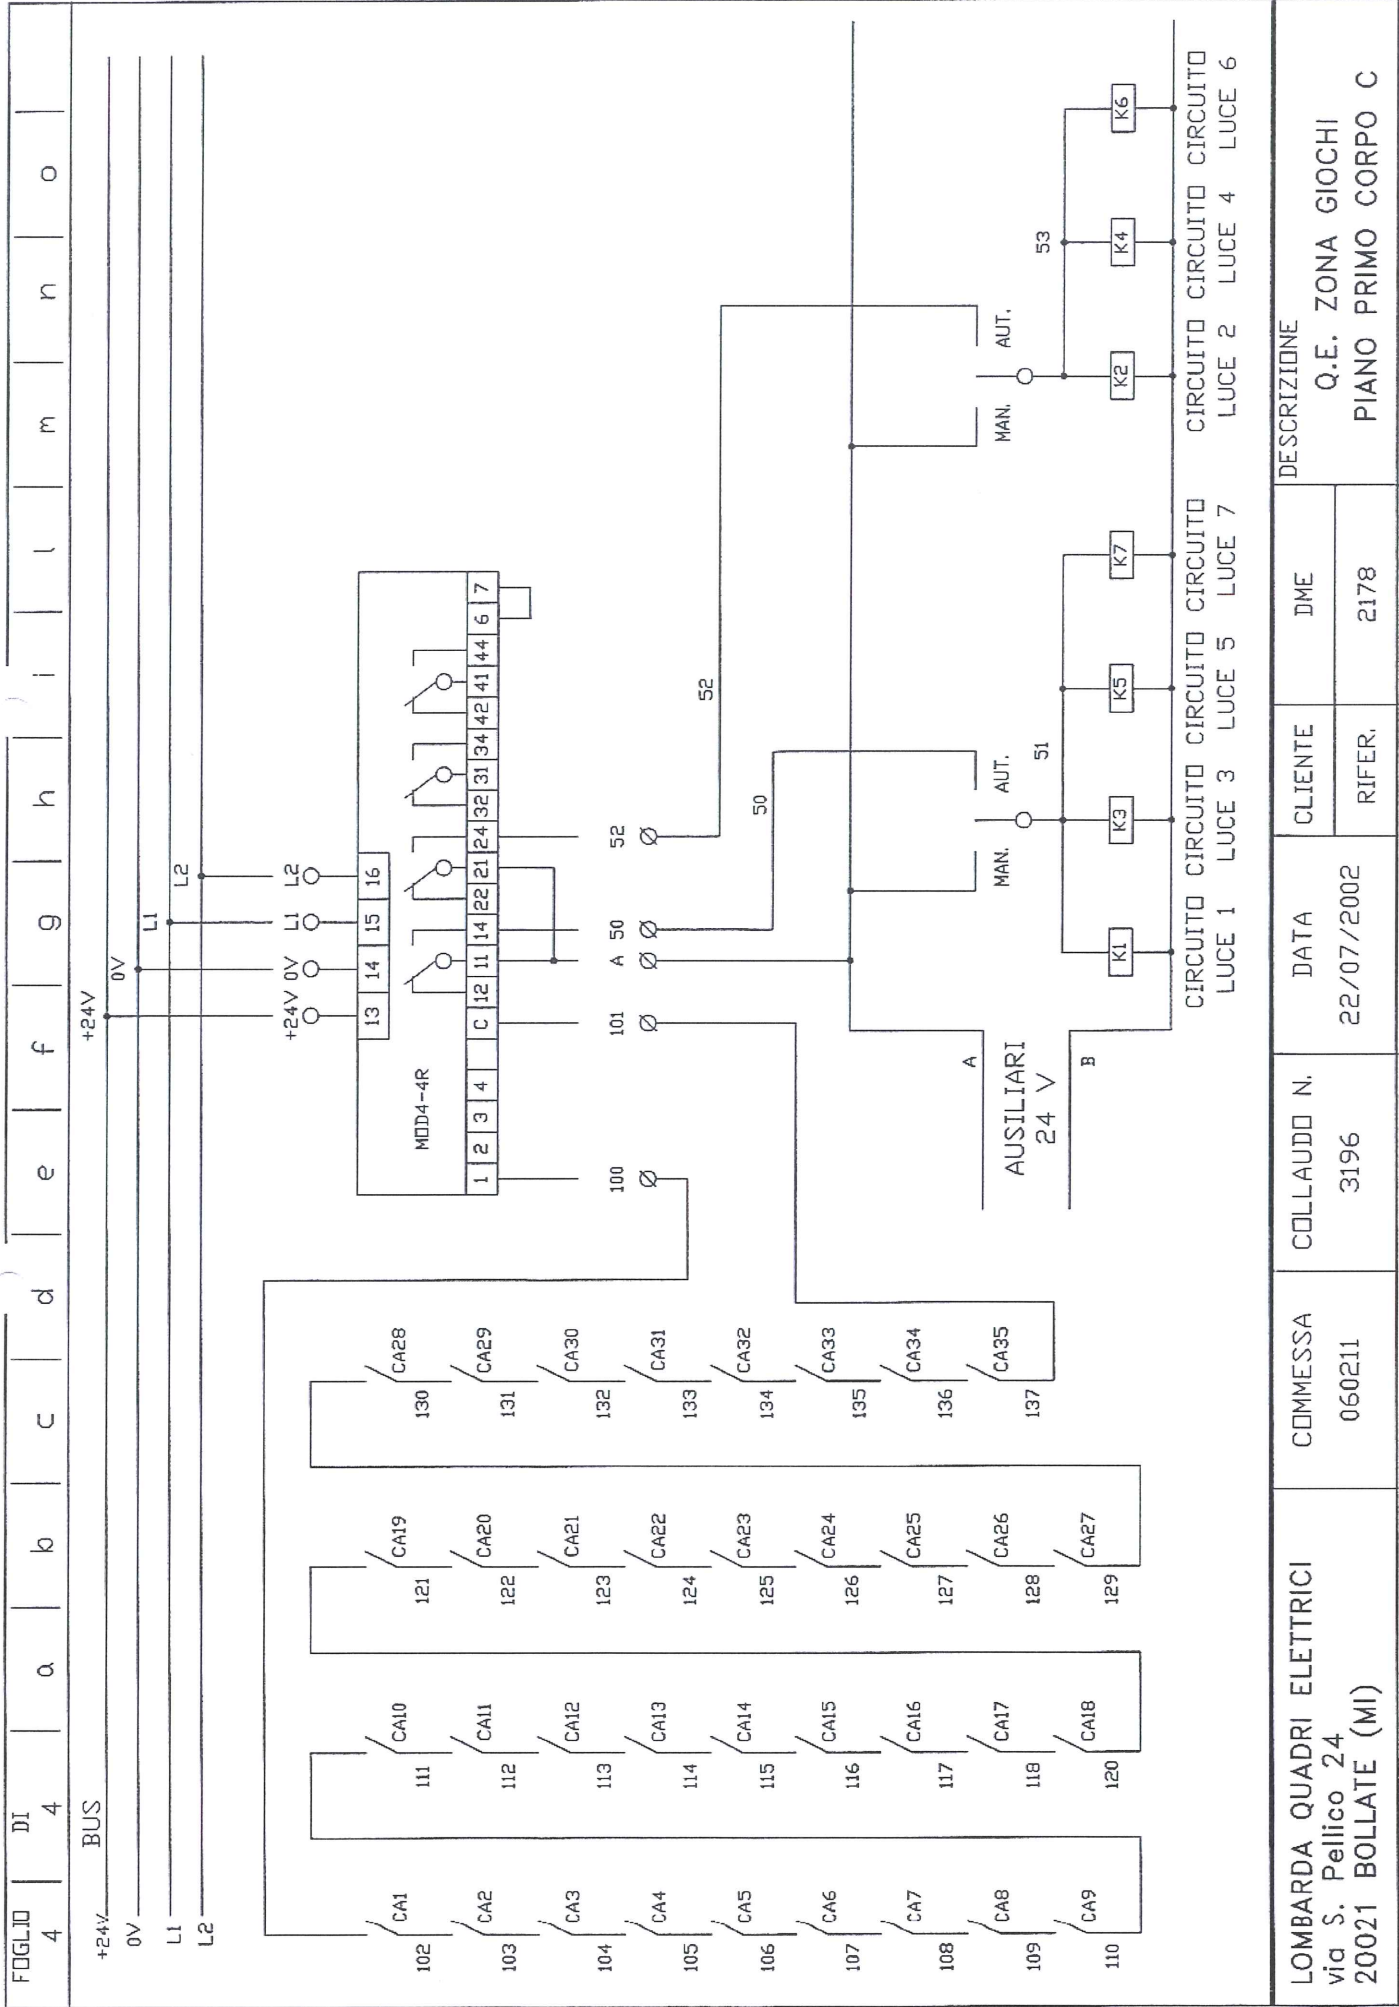 FOGLIO DI
4 4 a b c d e f g h i l m n o
BUS
+24V
0V
L1
L2
+24V
0V
L1
L2
+24V 0V L1 L2
13 14 15 16
MOD4-4R
1 2 3 4 C 12 11 14 22 21 24 32 31 34 42 41 44 6 7
100 101 A 50 52
52
50
CA1 CA10 CA19 CA28
102 111 121 130
CA2 CA11 CA20 CA29
103 112 122 131
CA3 CA12 CA21 CA30
104 113 123 132
CA4 CA13 CA22 CA31
105 114 124 133
CA5 CA14 CA23 CA32
106 115 125 134
CA6 CA15 CA24 CA33
107 116 126 135
CA7 CA16 CA25 CA34
108 117 127 136
CA8 CA17 CA26 CA35
109 118 128 137
CA9 CA18 CA27
110 120 129
A
AUSILIARI
24 V
B
MAN. AUT. MAN. AUT.
51 53
K1 K3 K5 K7 K2 K4 K6
CIRCUITO CIRCUITO CIRCUITO CIRCUITO CIRCUITO CIRCUITO CIRCUITO
LUCE 1 LUCE 3 LUCE 5 LUCE 7 LUCE 2 LUCE 4 LUCE 6
LOMBARDA QUADRI ELETTRICI
via S. Pellico 24
20021 BOLLATE (MI)
COMMESSA
060211
COLLAUDO N.
3196
DATA
22/07/2002
CLIENTE DME
RIFER. 2178
DESCRIZIONE
Q.E. ZONA GIOCHI
PIANO PRIMO CORPO C